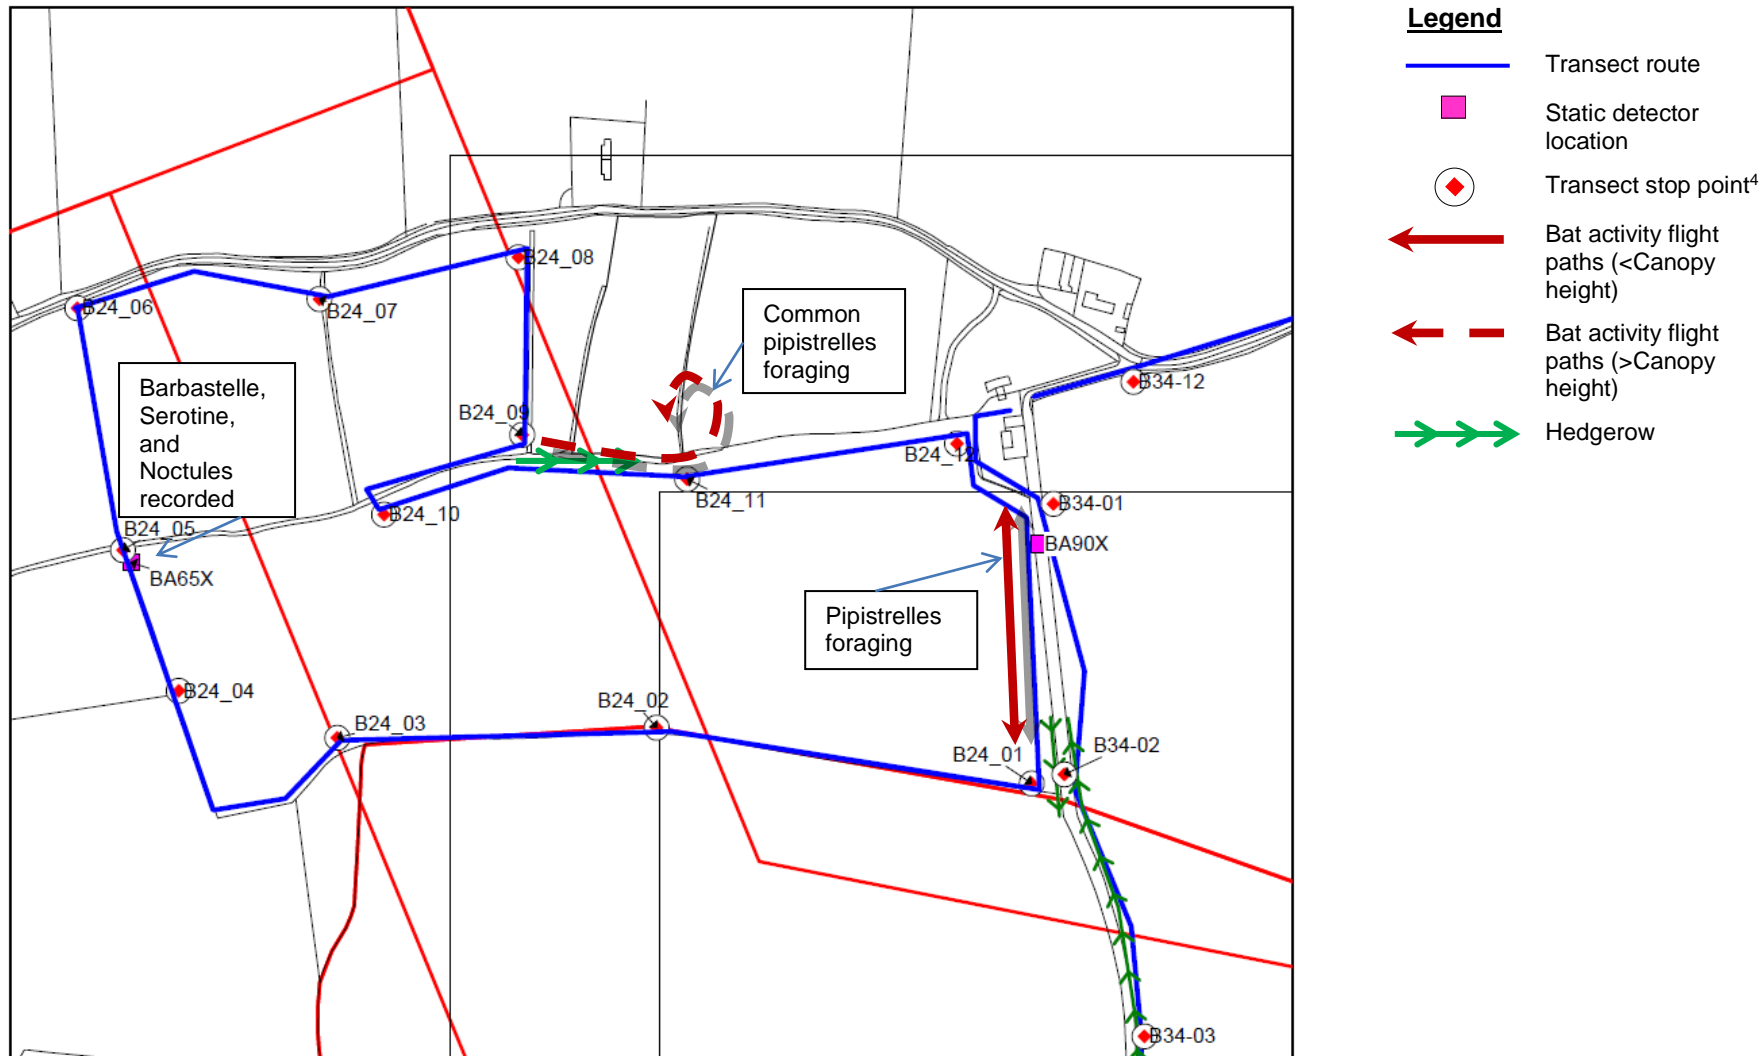 Legend
Transect route
Static detector
location
Transect stop point4
Bat activity flight
paths (<Canopy
height)
Bat activity flight
paths (>Canopy
height)
Hedgerow
B24_08
B24_06
B24_07
Common
pipistrelles
foraging
Barbastelle,
Serotine,
and
Noctules
recorded
B34-12
B24_09
B24_12
B24_11
B34-01
B24_10
B24_05
BA65X
BA90X
Pipistrelles
foraging
B24_04
B24_02
B24_03
B24_01
B34-02
B34-03